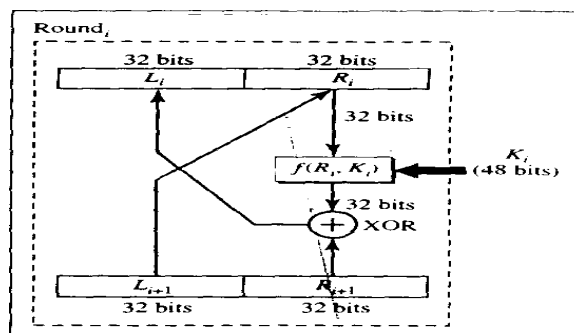 Round_i
32 bits 32 bits
L_i R_i
32 bits
K_i
(48 bits)
f(R_i, K_i)
32 bits
XOR
L_{i+1} R_{i+1}
32 bits 32 bits